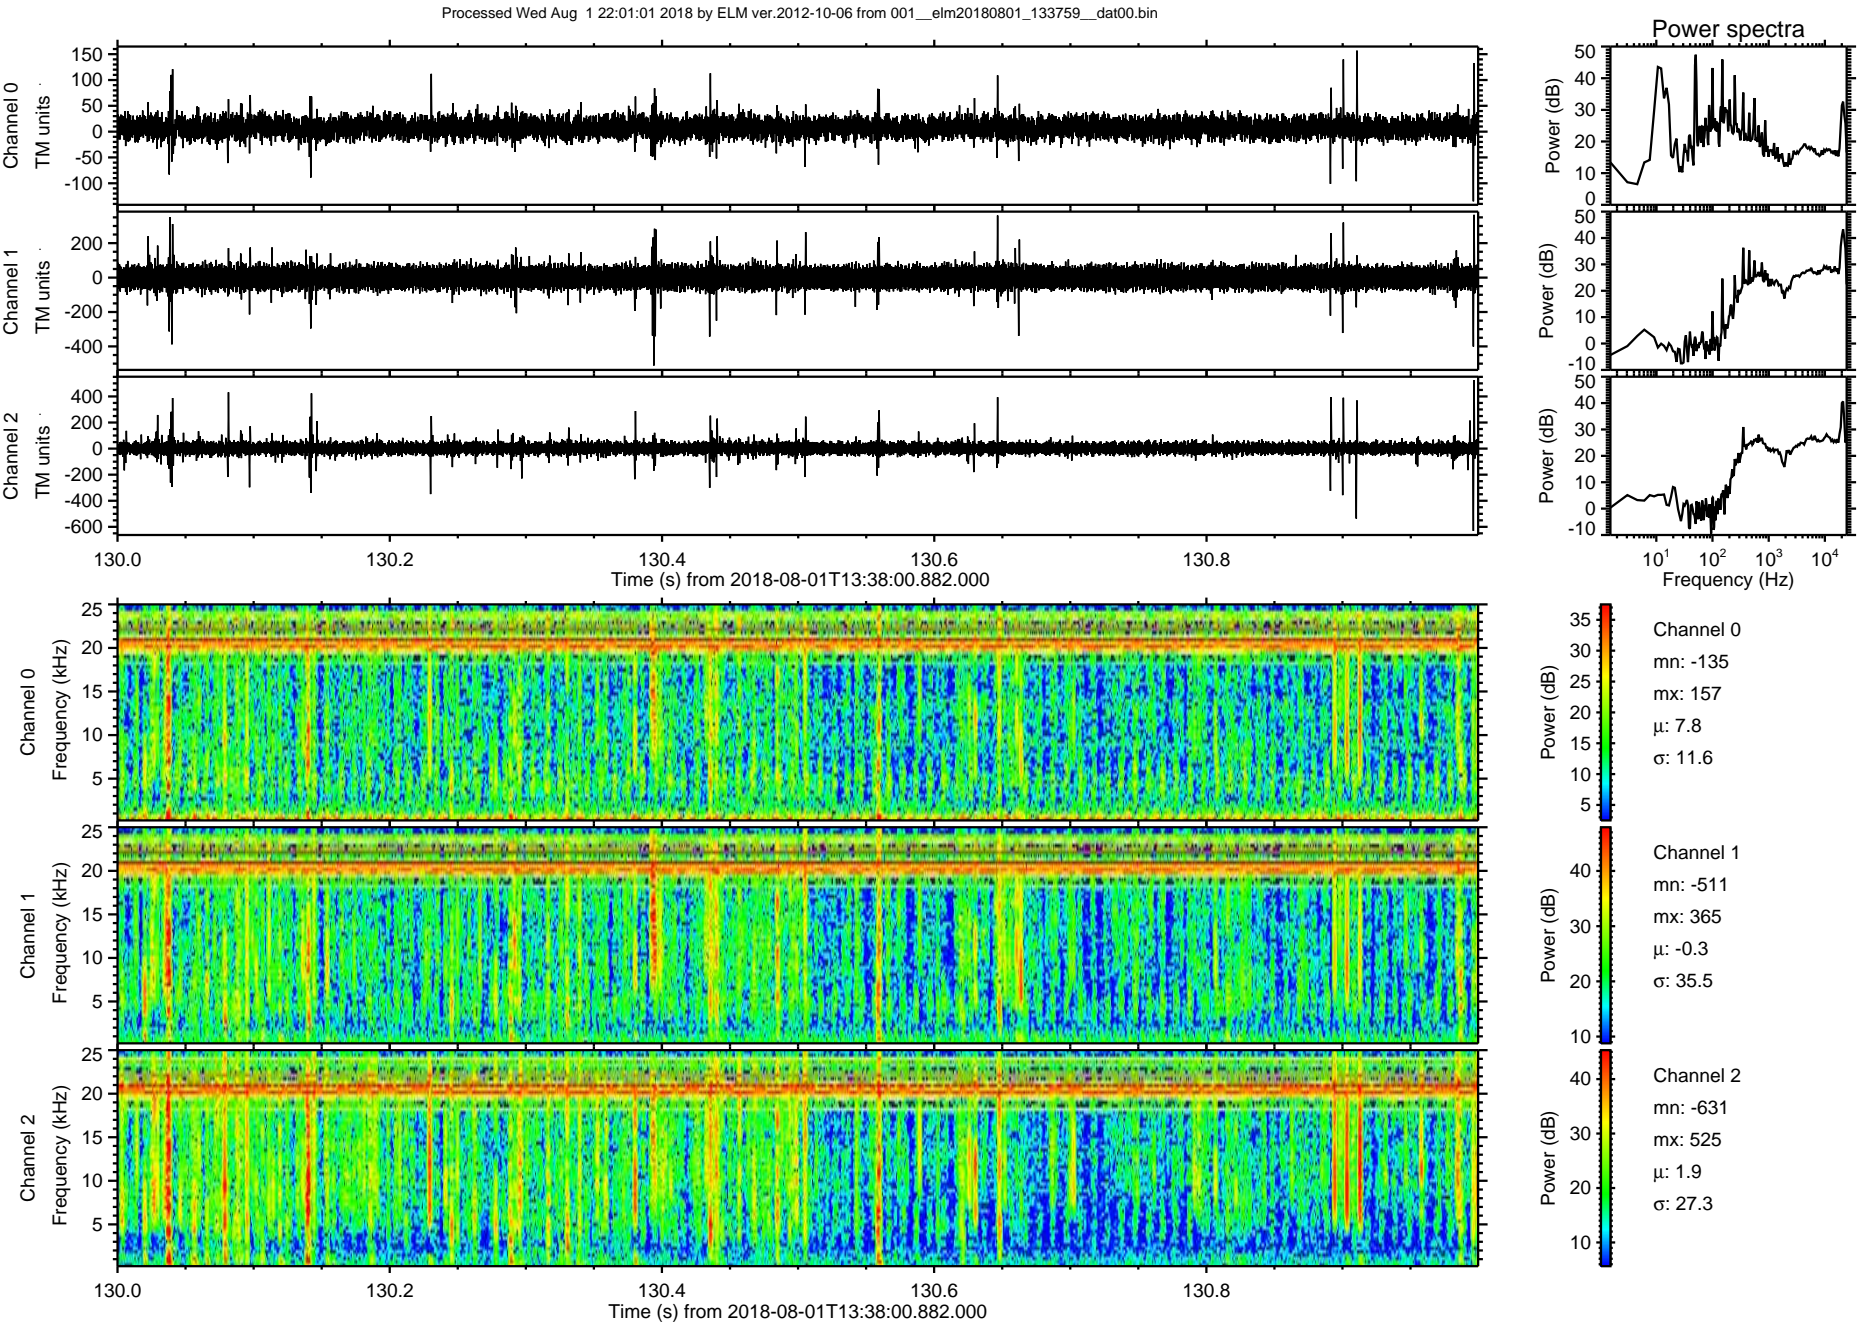 Processed Wed Aug  1 22:01:01 2018 by ELM ver.2012-10-06 from 001__elm20180801_133759__dat00.bin
Power spectra
Channel 0
TM units
150
100
50
0
-50
-100
Power (dB)
50
40
30
20
10
0
Channel 1
TM units
200
0
-200
-400
Power (dB)
50
40
30
20
10
0
-10
Channel 2
TM units
400
200
0
-200
-400
-600
Power (dB)
50
40
30
20
10
0
-10
130.0 130.2 130.4 130.6 130.8
Time (s) from 2018-08-01T13:38:00.882.000
10¹ 10² 10³ 10⁴
Frequency (Hz)
Channel 0
Frequency (kHz)
25
20
15
10
5
Power (dB)
35
30
25
20
15
10
5
Channel 0
mn: -135
mx: 157
μ: 7.8
σ: 11.6
Channel 1
Frequency (kHz)
25
20
15
10
5
Power (dB)
40
30
20
10
Channel 1
mn: -511
mx: 365
μ: -0.3
σ: 35.5
Channel 2
Frequency (kHz)
25
20
15
10
5
Power (dB)
40
30
20
10
Channel 2
mn: -631
mx: 525
μ: 1.9
σ: 27.3
130.0 130.2 130.4 130.6 130.8
Time (s) from 2018-08-01T13:38:00.882.000